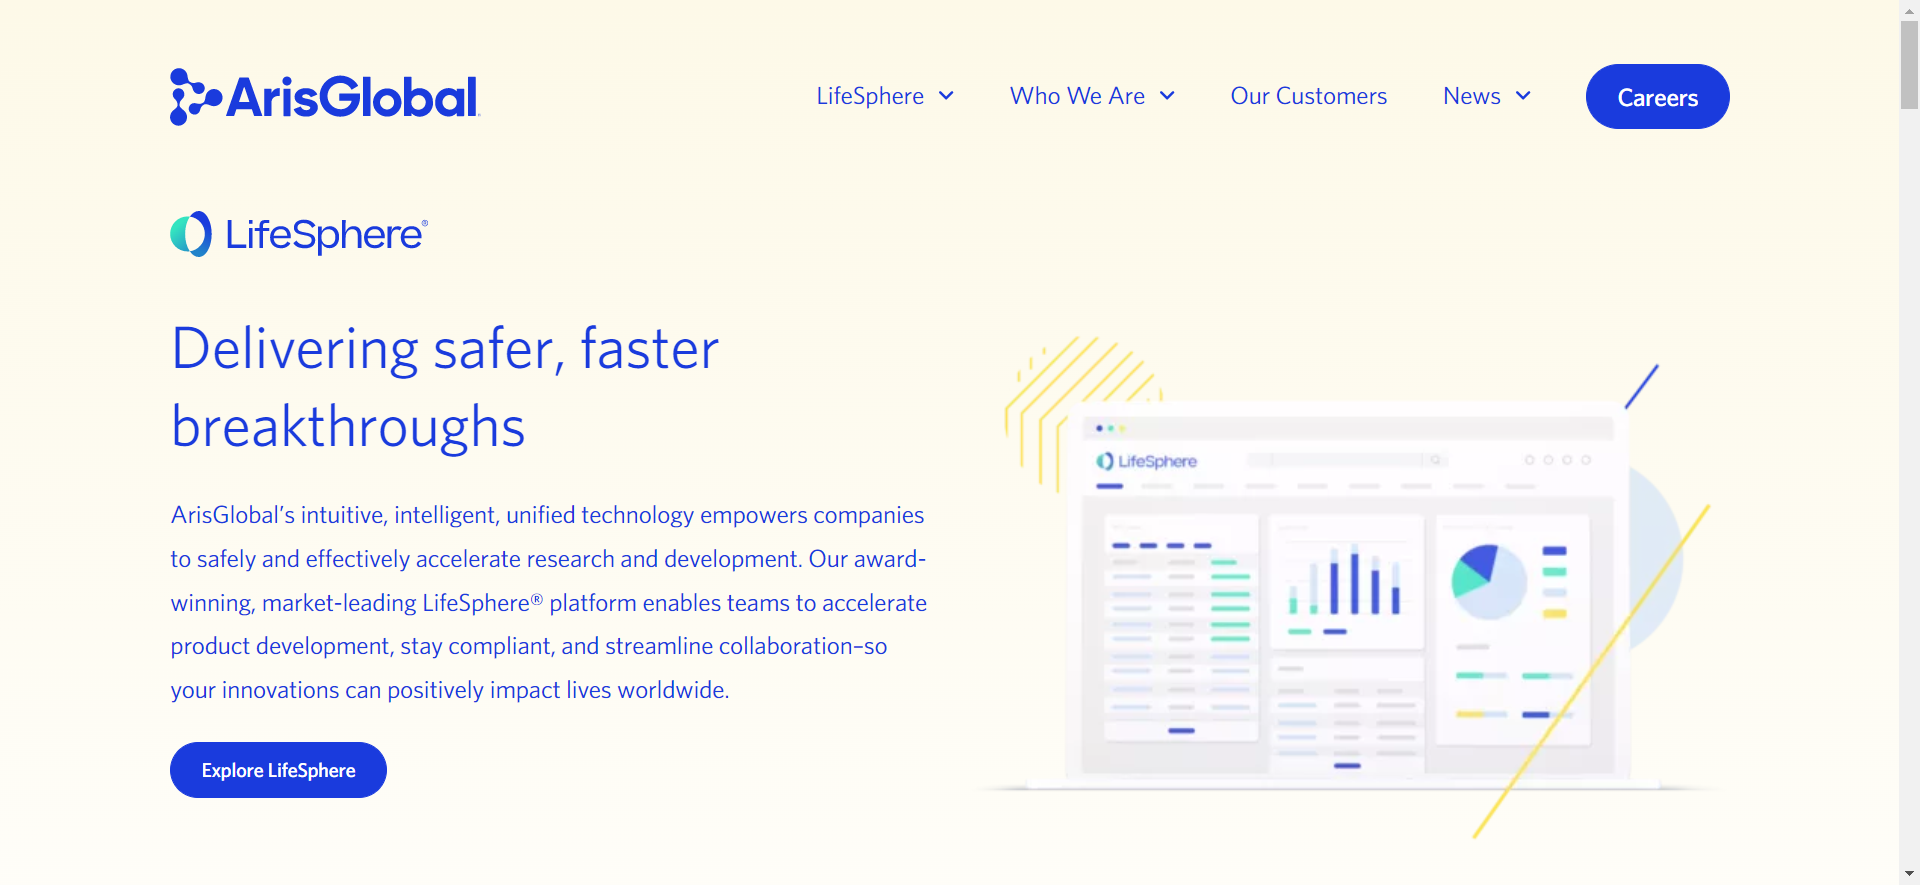 ArisGlobal
LifeSphere
Who We Are
Our Customers
News
Careers
LifeSphere®
Delivering safer, faster
breakthroughs
ArisGlobal’s intuitive, intelligent, unified technology empowers companies
to safely and effectively accelerate research and development. Our award-
winning, market-leading LifeSphere® platform enables teams to accelerate
product development, stay compliant, and streamline collaboration–so
your innovations can positively impact lives worldwide.
Explore LifeSphere
LifeSphere